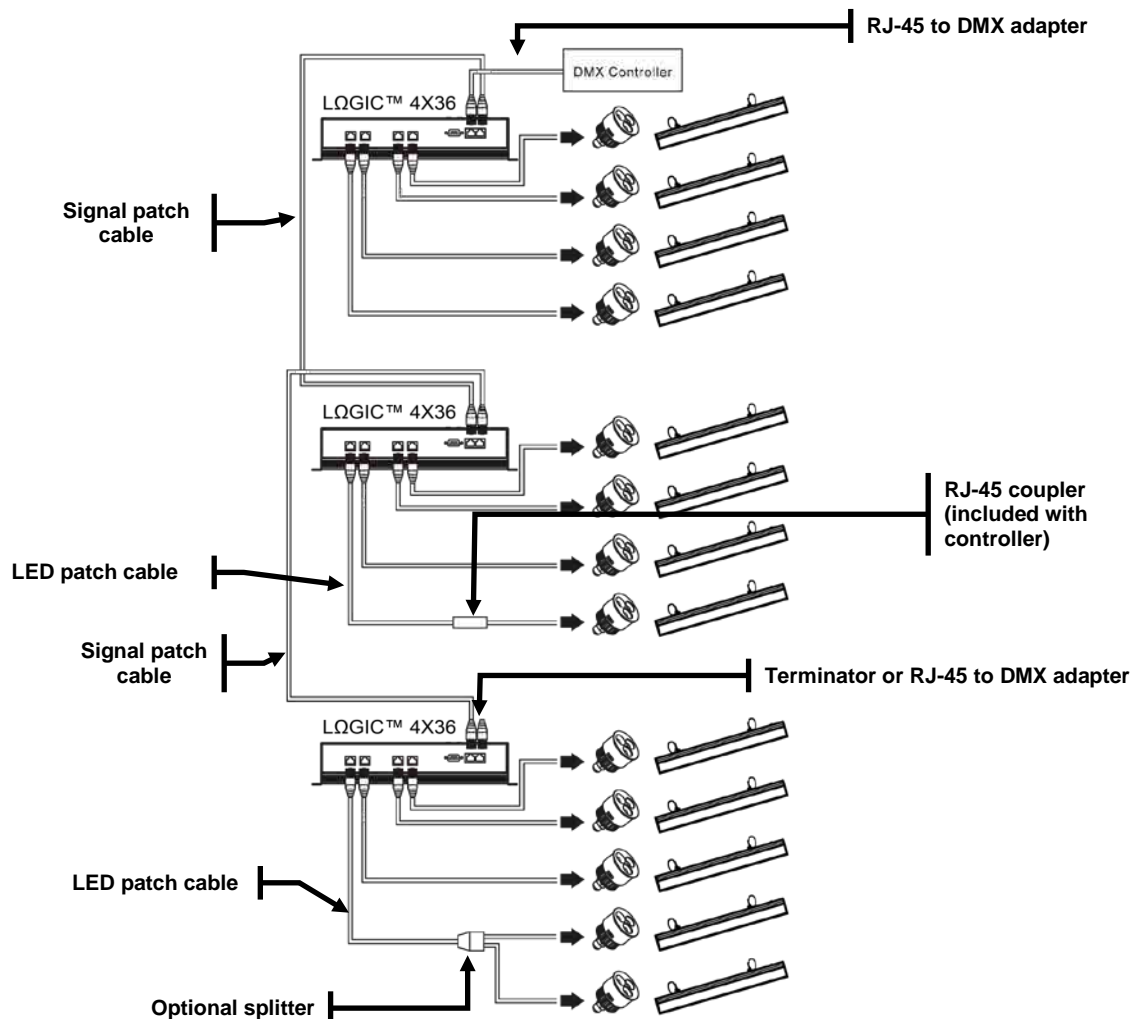 RJ-45 to DMX adapter
DMX Controller
LΩGIC™ 4X36
Signal patch
cable
LΩGIC™ 4X36
RJ-45 coupler
(included with
controller)
LED patch cable
Signal patch
cable
Terminator or RJ-45 to DMX adapter
LΩGIC™ 4X36
LED patch cable
Optional splitter